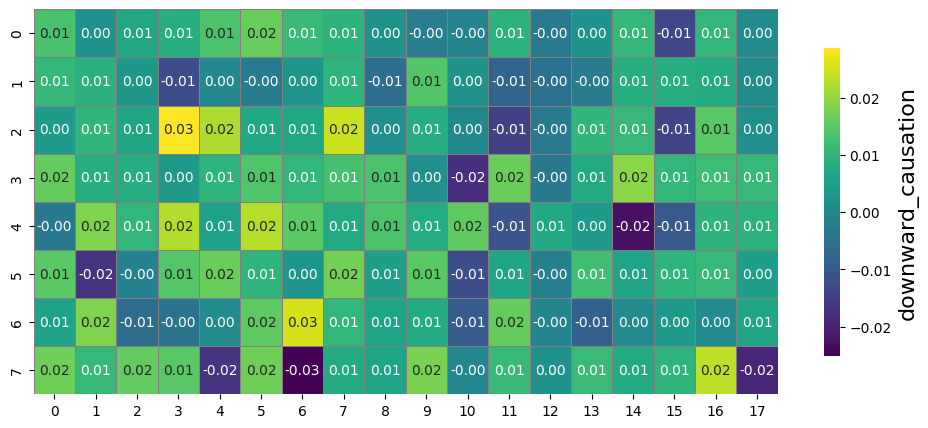 0 0.01 0.00 0.01 0.01 0.01 0.02 0.01 0.01 0.00 -0.00 -0.00 0.01 -0.00 0.00 0.01 -0.01 0.01 0.00
1 0.01 0.01 0.00 -0.01 0.00 -0.00 0.00 0.01 -0.01 0.01 0.00 -0.01 -0.00 -0.00 0.01 0.01 0.01 0.00
2 0.00 0.01 0.01 0.03 0.02 0.01 0.01 0.02 0.00 0.01 0.00 -0.01 -0.00 0.01 0.01 -0.01 0.01 0.00
3 0.02 0.01 0.01 0.00 0.01 0.01 0.01 0.01 0.01 0.00 -0.02 0.02 -0.00 0.01 0.02 0.01 0.01 0.01
4 -0.00 0.02 0.01 0.02 0.01 0.02 0.01 0.01 0.01 0.01 0.02 -0.01 0.01 0.00 -0.02 -0.01 0.01 0.01
5 0.01 -0.02 -0.00 0.01 0.02 0.01 0.00 0.02 0.01 0.01 -0.01 0.01 -0.00 0.01 0.01 0.01 0.01 0.00
6 0.01 0.02 -0.01 -0.00 0.00 0.02 0.03 0.01 0.01 0.01 -0.01 0.02 -0.00 -0.01 0.00 0.00 0.00 0.01
7 0.02 0.01 0.02 0.01 -0.02 0.02 -0.03 0.01 0.01 0.02 -0.00 0.01 0.00 0.01 0.01 0.01 0.02 -0.02
0 1 2 3 4 5 6 7 8 9 10 11 12 13 14 15 16 17
0.02
0.01
0.00
-0.01
-0.02
downward_causation